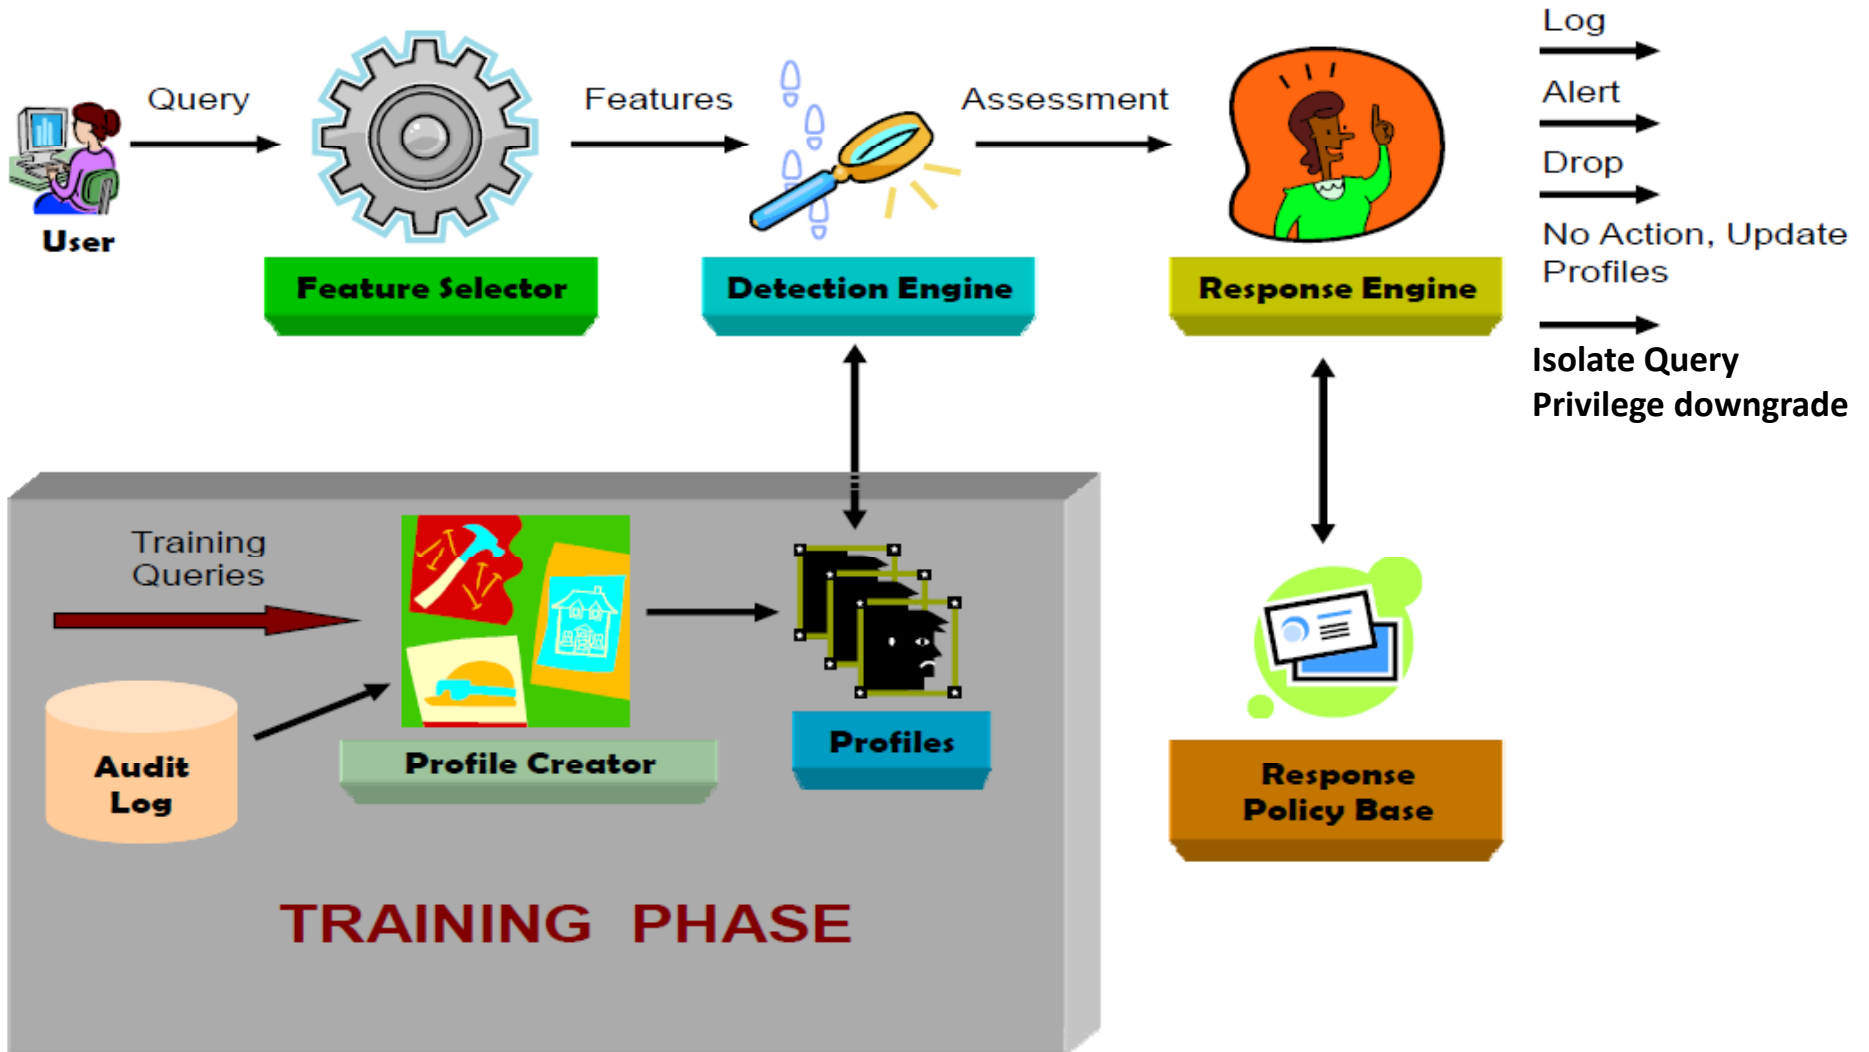 Log
Query
Features
Assessment
Alert
Drop
User
No Action, Update
Profiles
Feature Selector
Detection Engine
Response Engine
Isolate Query
Privilege downgrade
Training
Queries
Audit
Log
Profile Creator
Profiles
Response
Policy Base
TRAINING PHASE